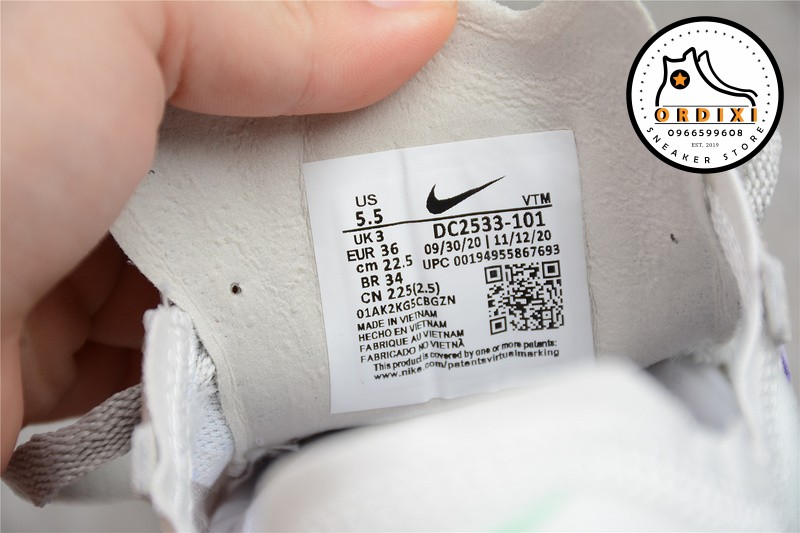 US
5.5
UK 3
EUR 36
cm 22.5
BR 34
CN 225(2.5)
VTM
DC2533-101
09/30/20 | 11/12/20
UPC 00194955867693
01AK2KG5CBGZN
MADE IN VIETNAM
HECHO EN VIETNAM
FABRIQUE AU VIETNAM
FABRICADO NO VIETNÃ
This product is covered by one or more patents:
www.nike.com/patentsvirtualmarking
ORDIXI
0966599608
EST. 2019
SNEAKER STORE